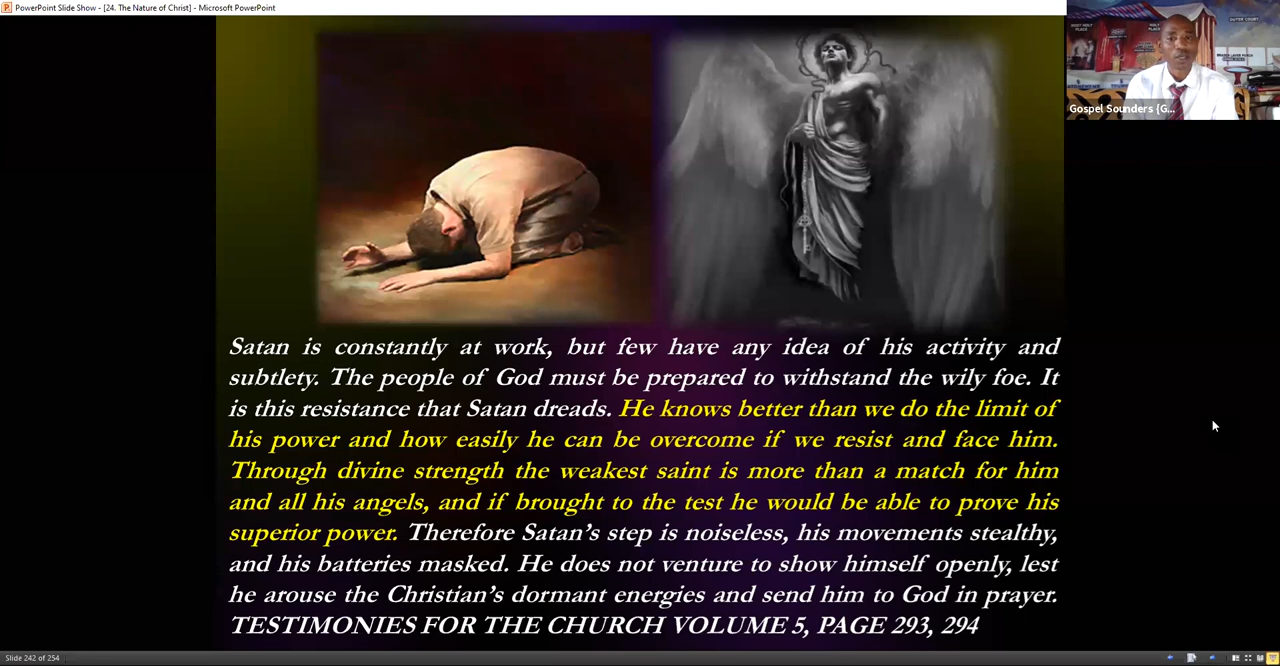 PowerPoint Slide Show - [24. The Nature of Christ] - Microsoft PowerPoint
MOST HOLY
PLACE
HOLY
PLACE
OUTER COURT
Gospel Sounders {G...
Satan is constantly at work, but few have any idea of his activity and
subtlety. The people of God must be prepared to withstand the wily foe. It
is this resistance that Satan dreads. He knows better than we do the limit of
his power and how easily he can be overcome if we resist and face him.
Through divine strength the weakest saint is more than a match for him
and all his angels, and if brought to the test he would be able to prove his
superior power. Therefore Satan’s step is noiseless, his movements stealthy,
and his batteries masked. He does not venture to show himself openly, lest
he arouse the Christian’s dormant energies and send him to God in prayer.
TESTIMONIES FOR THE CHURCH VOLUME 5, PAGE 293, 294
Slide 242 of 254